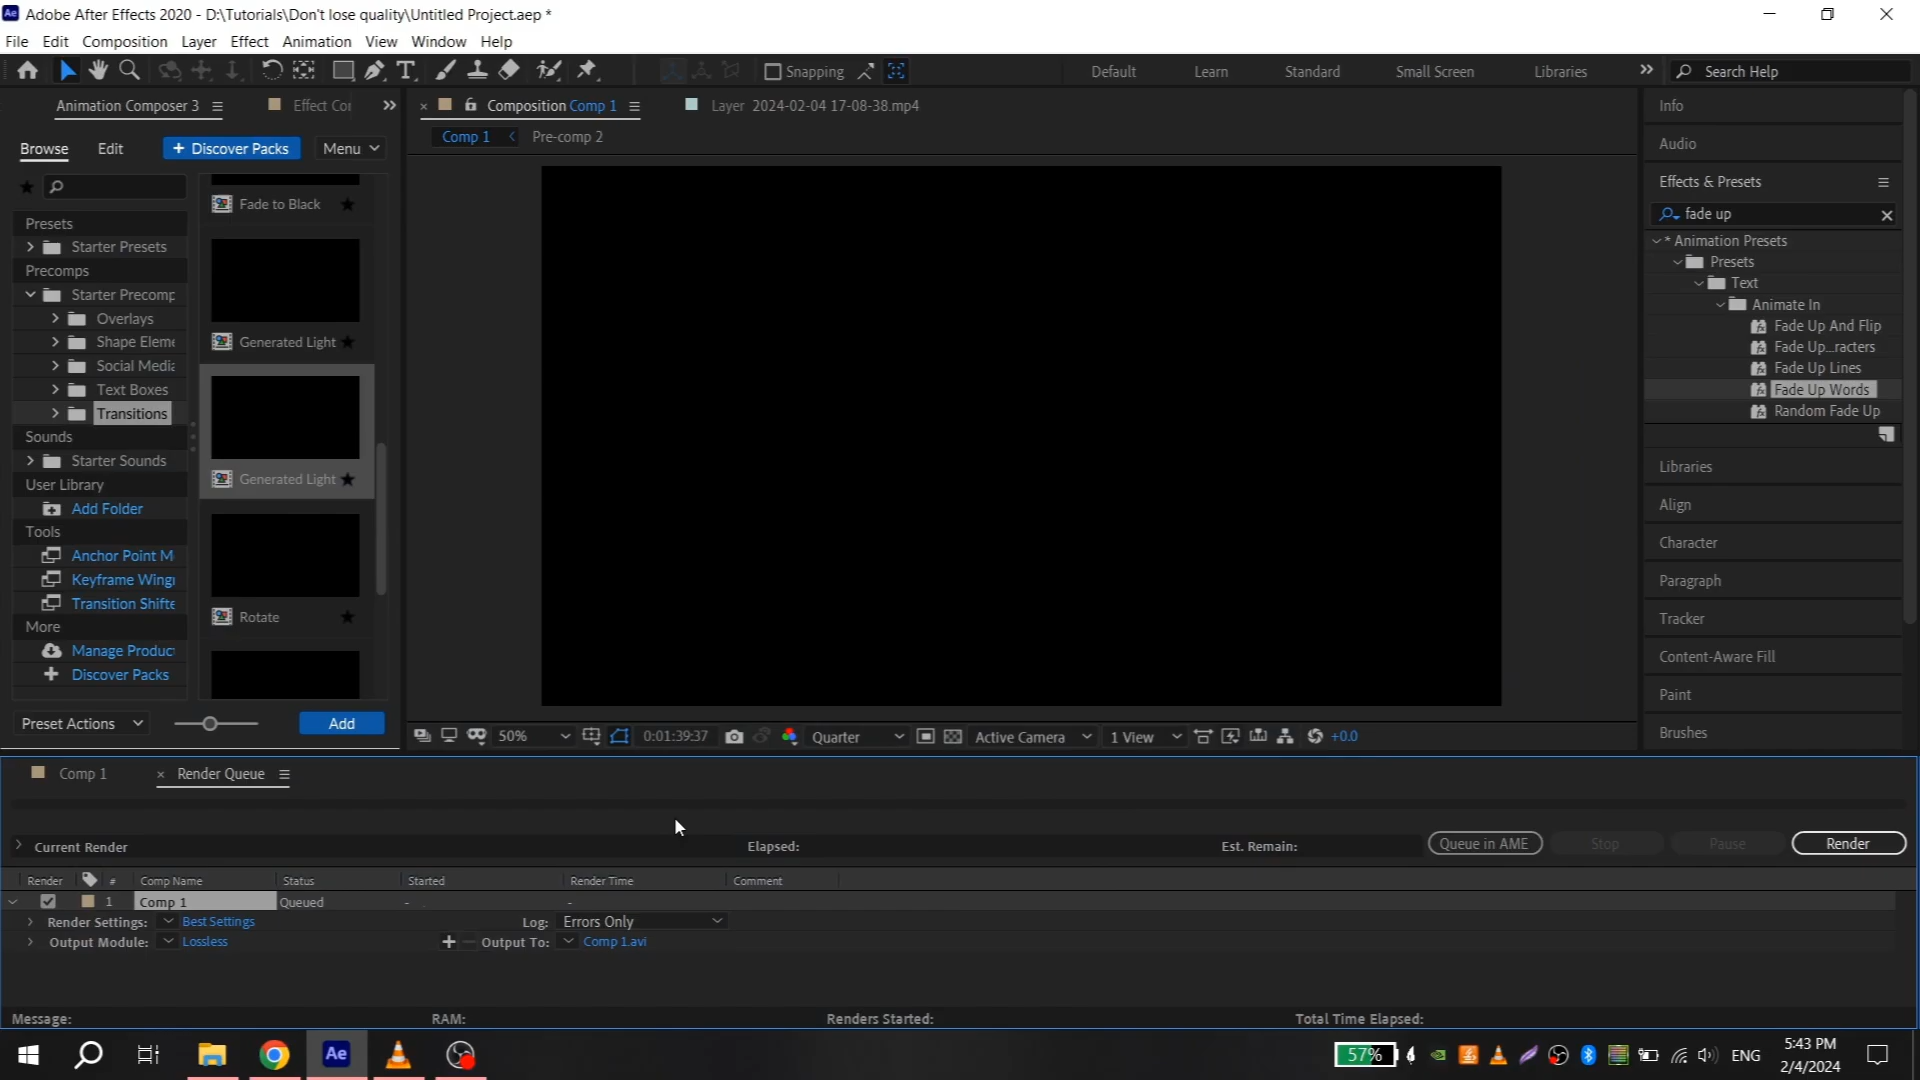 Adobe After Effects 2020 - D:\Tutorials\Don't lose quality\Untitled Project.aep *
File Edit Composition Layer Effect Animation View Window Help
Snapping
Default Learn Standard Small Screen Libraries
Search Help
Animation Composer 3
Effect Cor
Composition Comp 1
Layer 2024-02-04 17-08-38.mp4
Comp 1 Pre-comp 2
Browse Edit + Discover Packs Menu
Presets
Starter Presets
Precomps
Starter Precomp
Overlays
Shape Eleme
Social Media
Text Boxes
Transitions
Sounds
Starter Sounds
User Library
Add Folder
Tools
Anchor Point M
Keyframe Wing
Transition Shifte
More
Manage Produc
Discover Packs
Fade to Black
Generated Light
Generated Light
Rotate
Preset Actions
Add
50% 0:01:39:37 Quarter Active Camera 1 View +0.0
Info
Audio
Effects & Presets
fade up
* Animation Presets
Presets
Text
Animate In
Fade Up And Flip
Fade Up...racters
Fade Up Lines
Fade Up Words
Random Fade Up
Libraries
Align
Character
Paragraph
Tracker
Content-Aware Fill
Paint
Brushes
Comp 1 Render Queue
Current Render Elapsed: Est. Remain: Queue in AME Stop Pause Render
Render # Comp Name Status Started Render Time Comment
1 Comp 1 Queued - -
Render Settings: Best Settings Log: Errors Only
Output Module: Lossless Output To: Comp 1.avi
Message: RAM: Renders Started: Total Time Elapsed:
Ae
57%
ENG
5:43 PM
2/4/2024